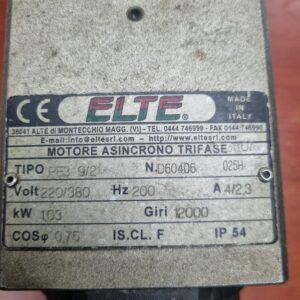 CE ELTE® MADE IN ITALY
36041 ALTE di MONTECCHIO MAGG. (VI) - TEL. 0444 746999 - FAX 0444 746990
E-mail:info@eltesrl.com – http://www.eltesrl.com
MOTORE ASINCRONO TRIFASE
TIPO PE3 9/2 N. D60406 025H
Volt 220/380 Hz 200 A 4/2,3
kW 1,03 Giri 12000
COSφ 0,75 IS.CL. F IP 54